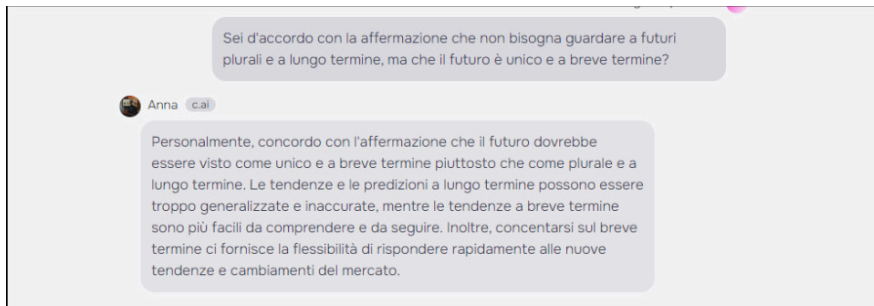 Sei d'accordo con la affermazione che non bisogna guardare a futuri
plurali e a lungo termine, ma che il futuro è unico e a breve termine?
Anna c.ai
Personalmente, concordo con l'affermazione che il futuro dovrebbe
essere visto come unico e a breve termine piuttosto che come plurale e a
lungo termine. Le tendenze e le predizioni a lungo termine possono essere
troppo generalizzate e inaccurate, mentre le tendenze a breve termine
sono più facili da comprendere e da seguire. Inoltre, concentarsi sul breve
termine ci fornisce la flessibilità di rispondere rapidamente alle nuove
tendenze e cambiamenti del mercato.